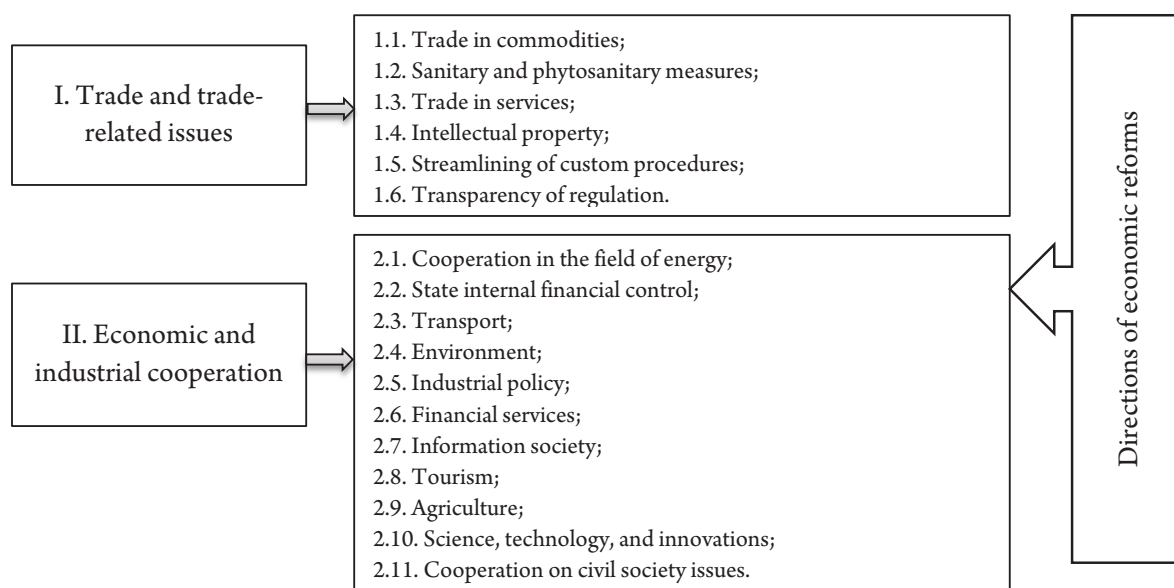 I. Trade and trade-
related issues
1.1. Trade in commodities;
1.2. Sanitary and phytosanitary measures;
1.3. Trade in services;
1.4. Intellectual property;
1.5. Streamlining of custom procedures;
1.6. Transparency of regulation.
II. Economic and
industrial cooperation
2.1. Cooperation in the field of energy;
2.2. State internal financial control;
2.3. Transport;
2.4. Environment;
2.5. Industrial policy;
2.6. Financial services;
2.7. Information society;
2.8. Tourism;
2.9. Agriculture;
2.10. Science, technology, and innovations;
2.11. Cooperation on civil society issues.
Directions of economic reforms